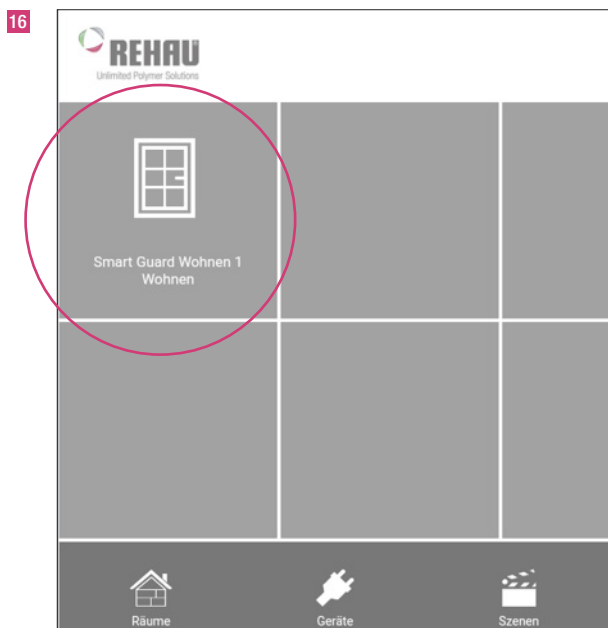 16
REHAU
Unlimited Polymer Solutions
Smart Guard Wohnen 1
Wohnen
Räume
Geräte
Szenen